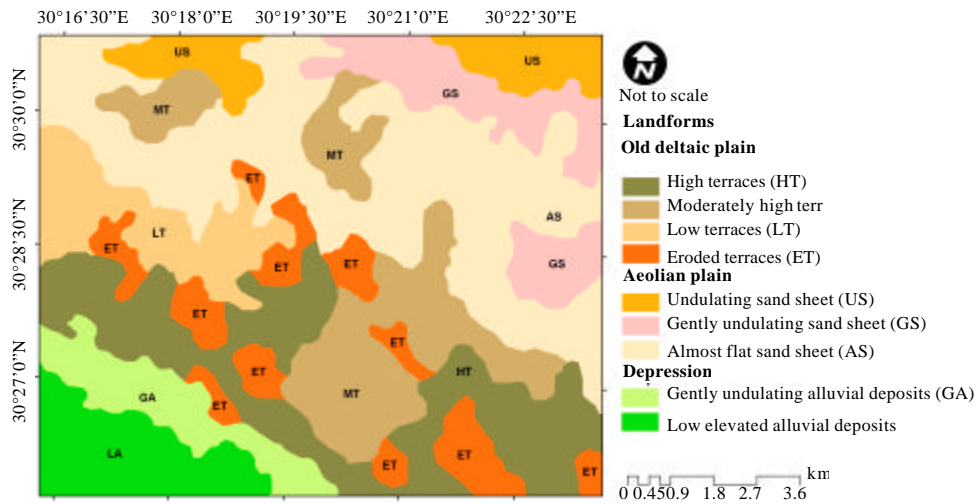 30°16'30”E 30°18'0”E 30°19'30”E 30°21'0”E 30°22'30”E
30°30'0”N
30°28'30”N
30°27'0”N
US
US
GS
MT
MT
ET
AS
LT
ET
ET
ET
GS
ET
ET
ET
HT
MT
GA
ET
LA
ET
ET
ET
N
Not to scale
Landforms
Old deltaic plain
High terraces (HT)
Moderately high terr
Low terraces (LT)
Eroded terraces (ET)
Aeolian plain
Undulating sand sheet (US)
Gently undulating sand sheet (GS)
Almost flat sand sheet (AS)
Depression
Gently undulating alluvial deposits (GA)
Low elevated alluvial deposits
km
0 0.450.9 1.8 2.7 3.6